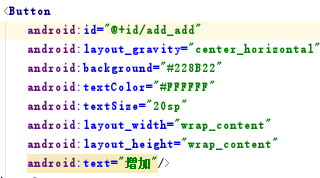 <Button
android:id="@+id/add_add"
android:layout_gravity="center_horizontal"
android:background="#228B22"
android:textColor="#FFFFFF"
android:textSize="20sp"
android:layout_width="wrap_content"
android:layout_height="wrap_content"
android:text="增加"/>